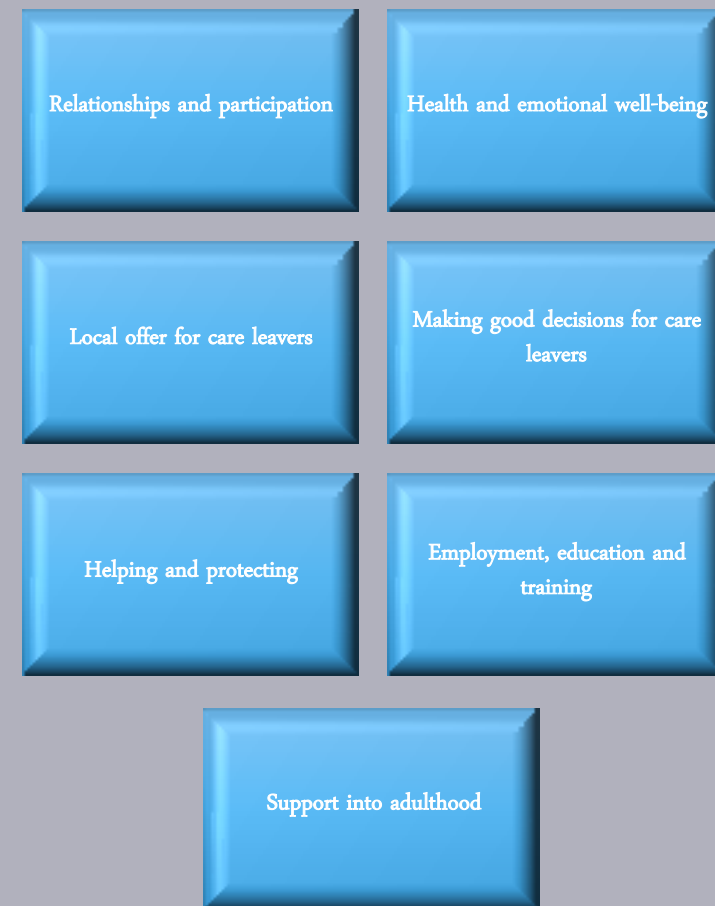 Relationships and participation
Health and emotional well-being
Local offer for care leavers
Making good decisions for care
leavers
Helping and protecting
Employment, education and
training
Support into adulthood